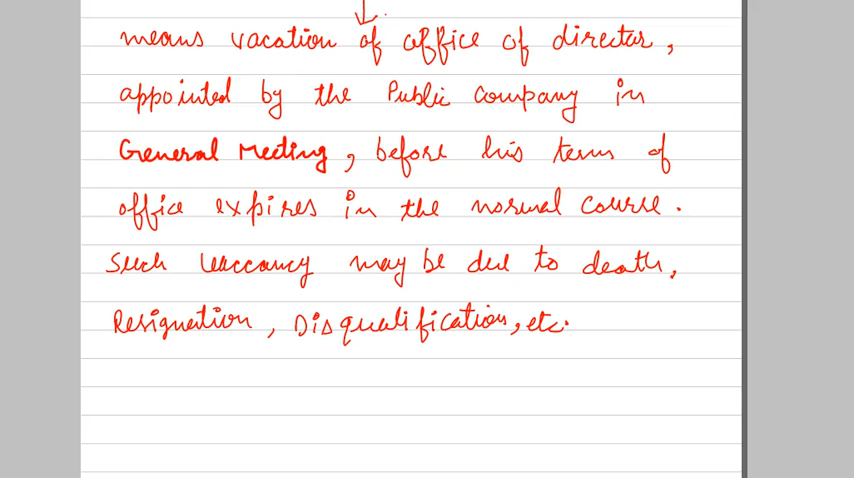 means vacation of office of director,
appointed by the Public company in
General Meeting, before his term of
office expires in the normal course.
Such vaccancy may be due to death,
Resignation, Disqualification, etc.